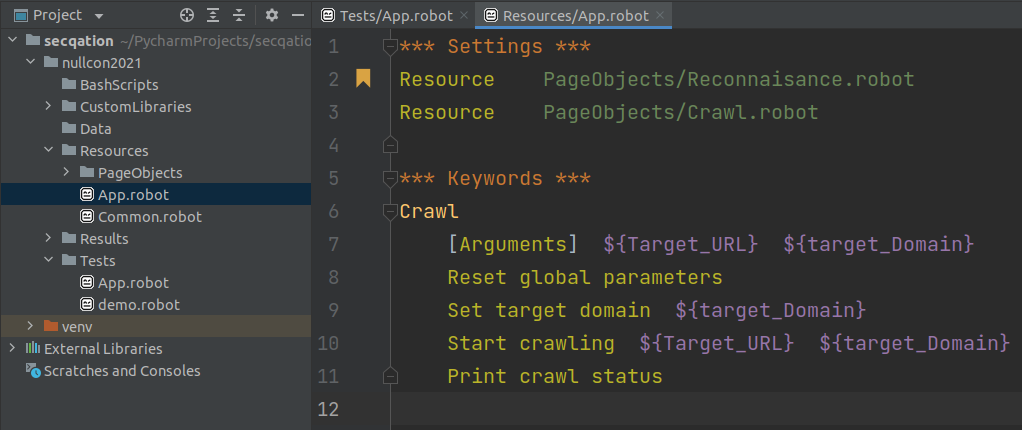 Project
secqation ~/PycharmProjects/secqatio
nullcon2021
BashScripts
CustomLibraries
Data
Resources
PageObjects
App.robot
Common.robot
Results
Tests
App.robot
demo.robot
venv
External Libraries
Scratches and Consoles
Tests/App.robot Resources/App.robot
1 *** Settings ***
2 Resource PageObjects/Reconnaisance.robot
3 Resource PageObjects/Crawl.robot
4
5 *** Keywords ***
6 Crawl
7 [Arguments] ${Target_URL} ${target_Domain}
8 Reset global parameters
9 Set target domain ${target_Domain}
10 Start crawling ${Target_URL} ${target_Domain}
11 Print crawl status
12